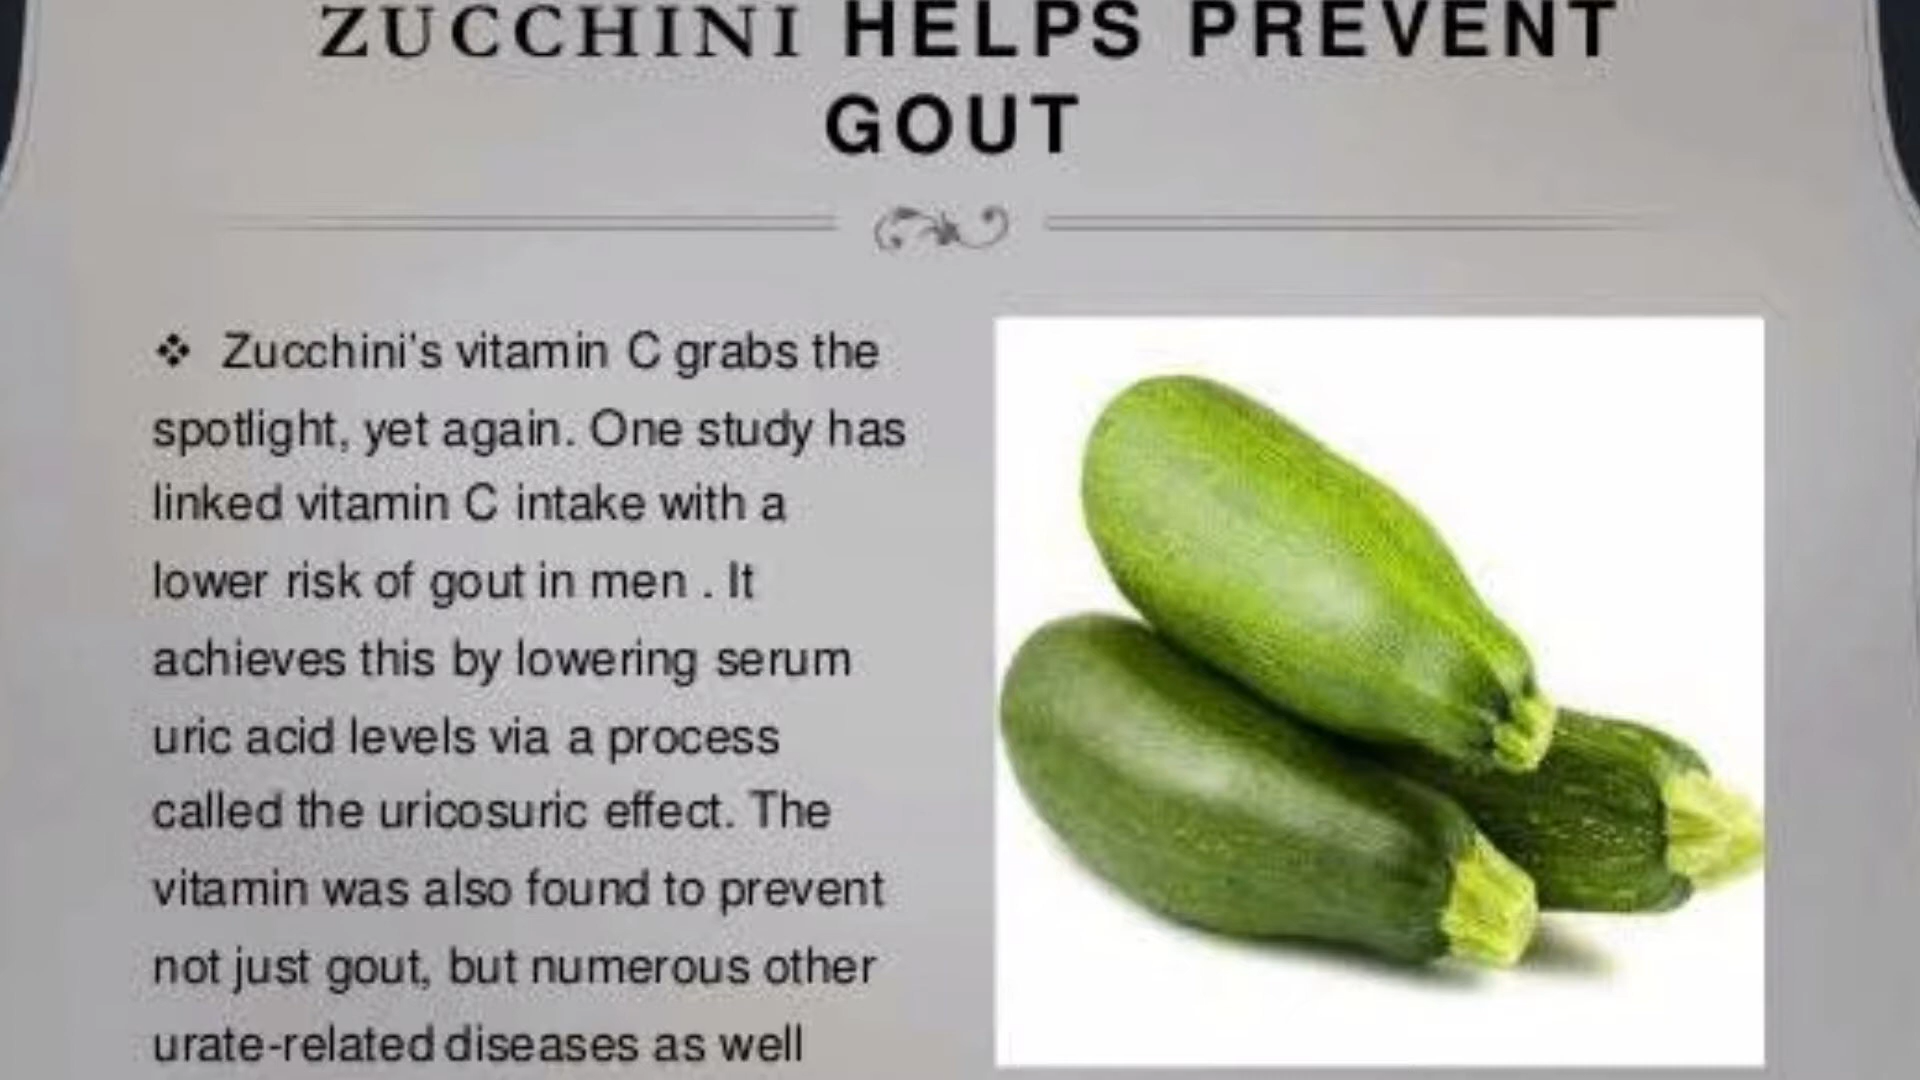 ZUCCHINI HELPS PREVENT
GOUT
❖ Zucchini's vitamin C grabs the
spotlight, yet again. One study has
linked vitamin C intake with a
lower risk of gout in men . It
achieves this by lowering serum
uric acid levels via a process
called the uricosuric effect. The
vitamin was also found to prevent
not just gout, but numerous other
urate-related diseases as well